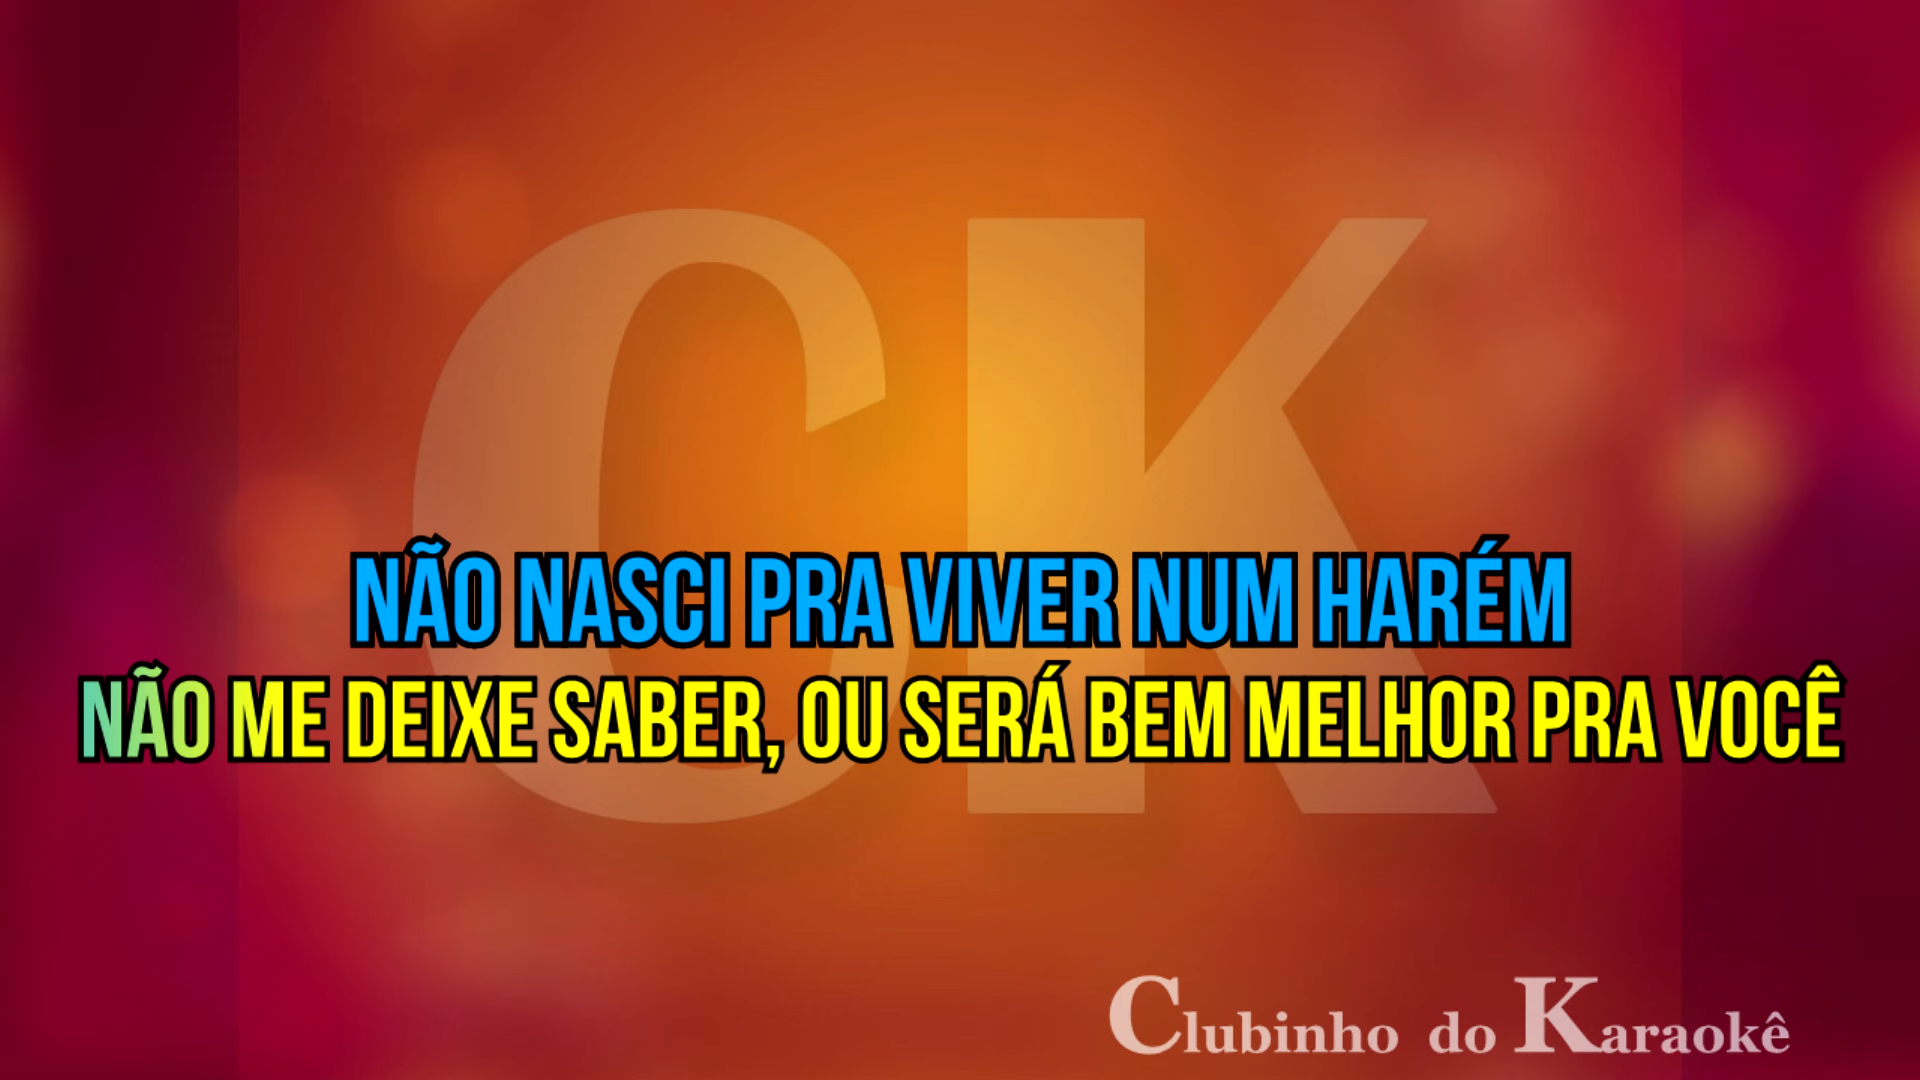 CK
NÃO NASCI PRA VIVER NUM HARÉM
NÃO ME DEIXE SABER, OU SERÁ BEM MELHOR PRA VOCÊ
Clubinho do Karaokê